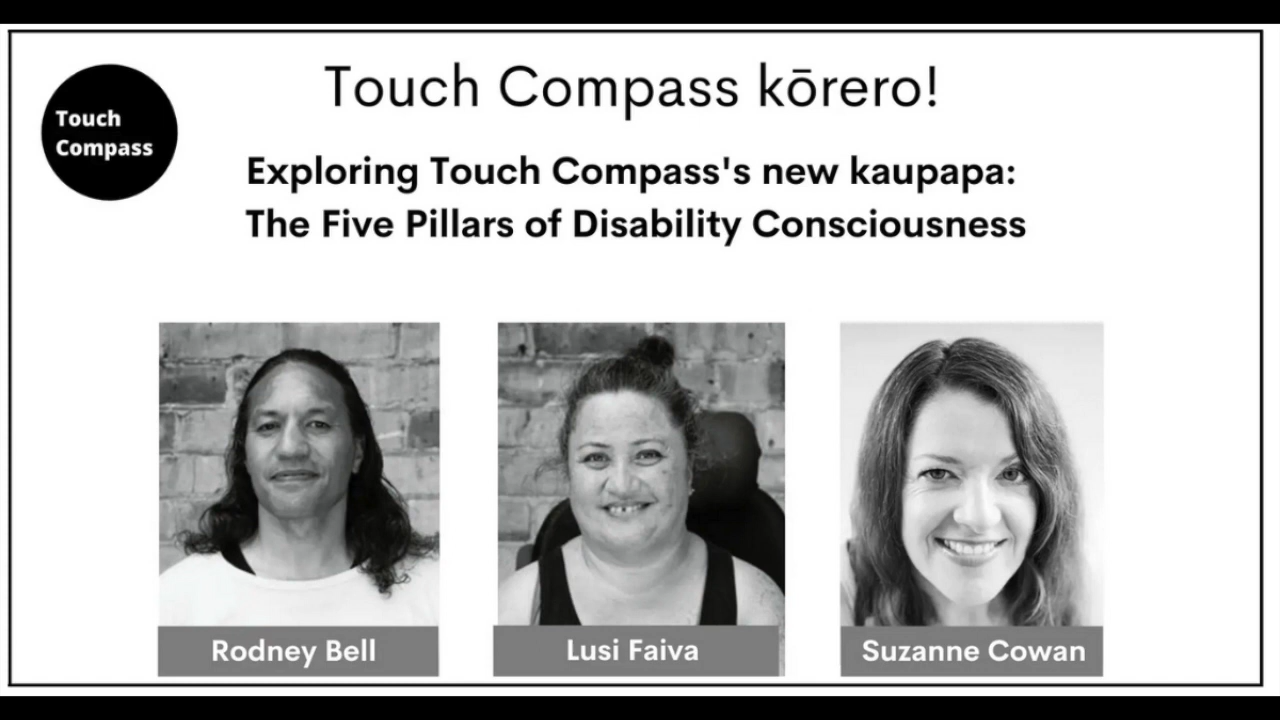 Touch Compass kōrero!
Touch
Compass
Exploring Touch Compass's new kaupapa:
The Five Pillars of Disability Consciousness
Rodney Bell
Lusi Faiva
Suzanne Cowan